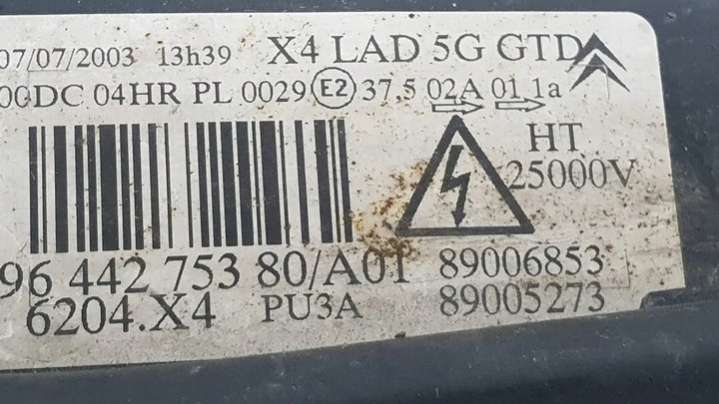 07/07/2003 13h39 X4 LAD 5G GTD
00DC 04HR PL 0029 E2 37,5 02A 01 1a
HT
25000V
96 442 753 80/A01 89006853
6204.X4 PU3A 89005273